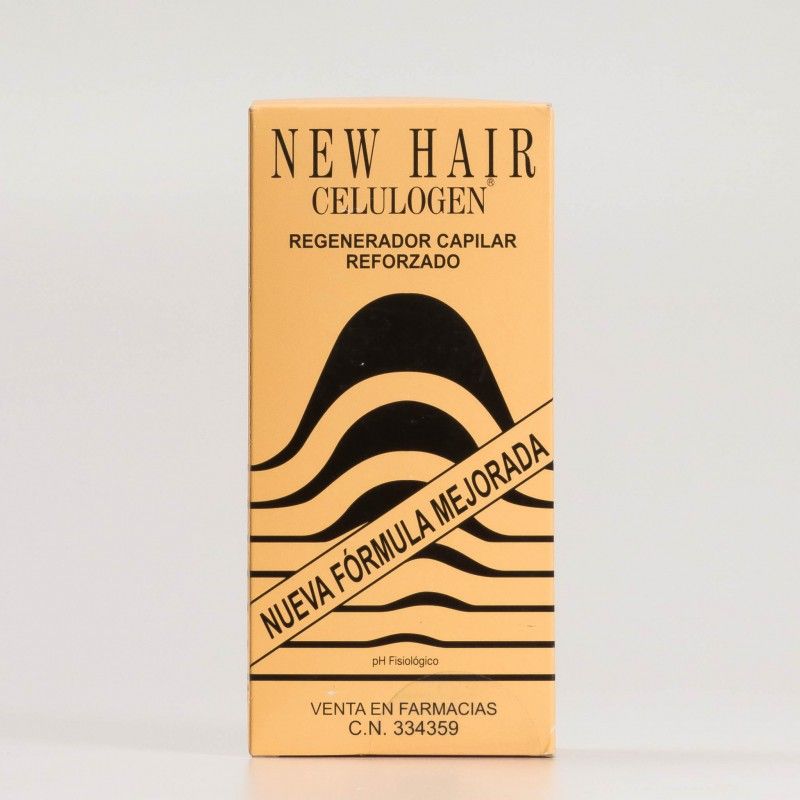 NEW HAIR
CELULOGEN®
REGENERADOR CAPILAR
REFORZADO
NUEVA FÓRMULA MEJORADA
pH Fisiológico
VENTA EN FARMACIAS
C.N. 334359